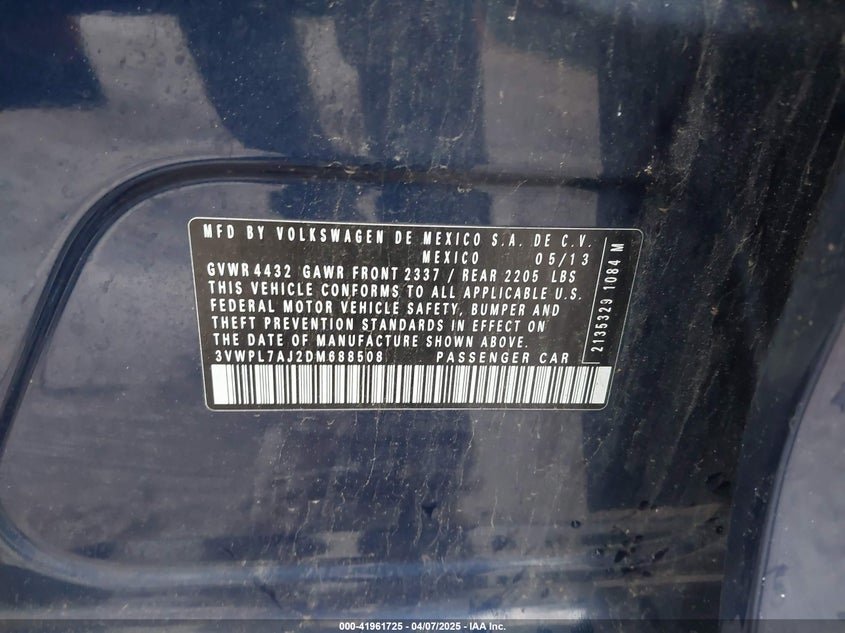 MFD BY VOLKSWAGEN DE MEXICO S.A. DE C.V.
MEXICO 05/13
GVWR 4432 GAWR FRONT 2337 / REAR 2205 LBS
THIS VEHICLE CONFORMS TO ALL APPLICABLE U.S.
FEDERAL MOTOR VEHICLE SAFETY, BUMPER AND
THEFT PREVENTION STANDARDS IN EFFECT ON
THE DATE OF MANUFACTURE SHOWN ABOVE.
3VWPL7AJ2DM688508 PASSENGER CAR
2135329 1084 M
000-41961725 - 04/07/2025 - IAA Inc.